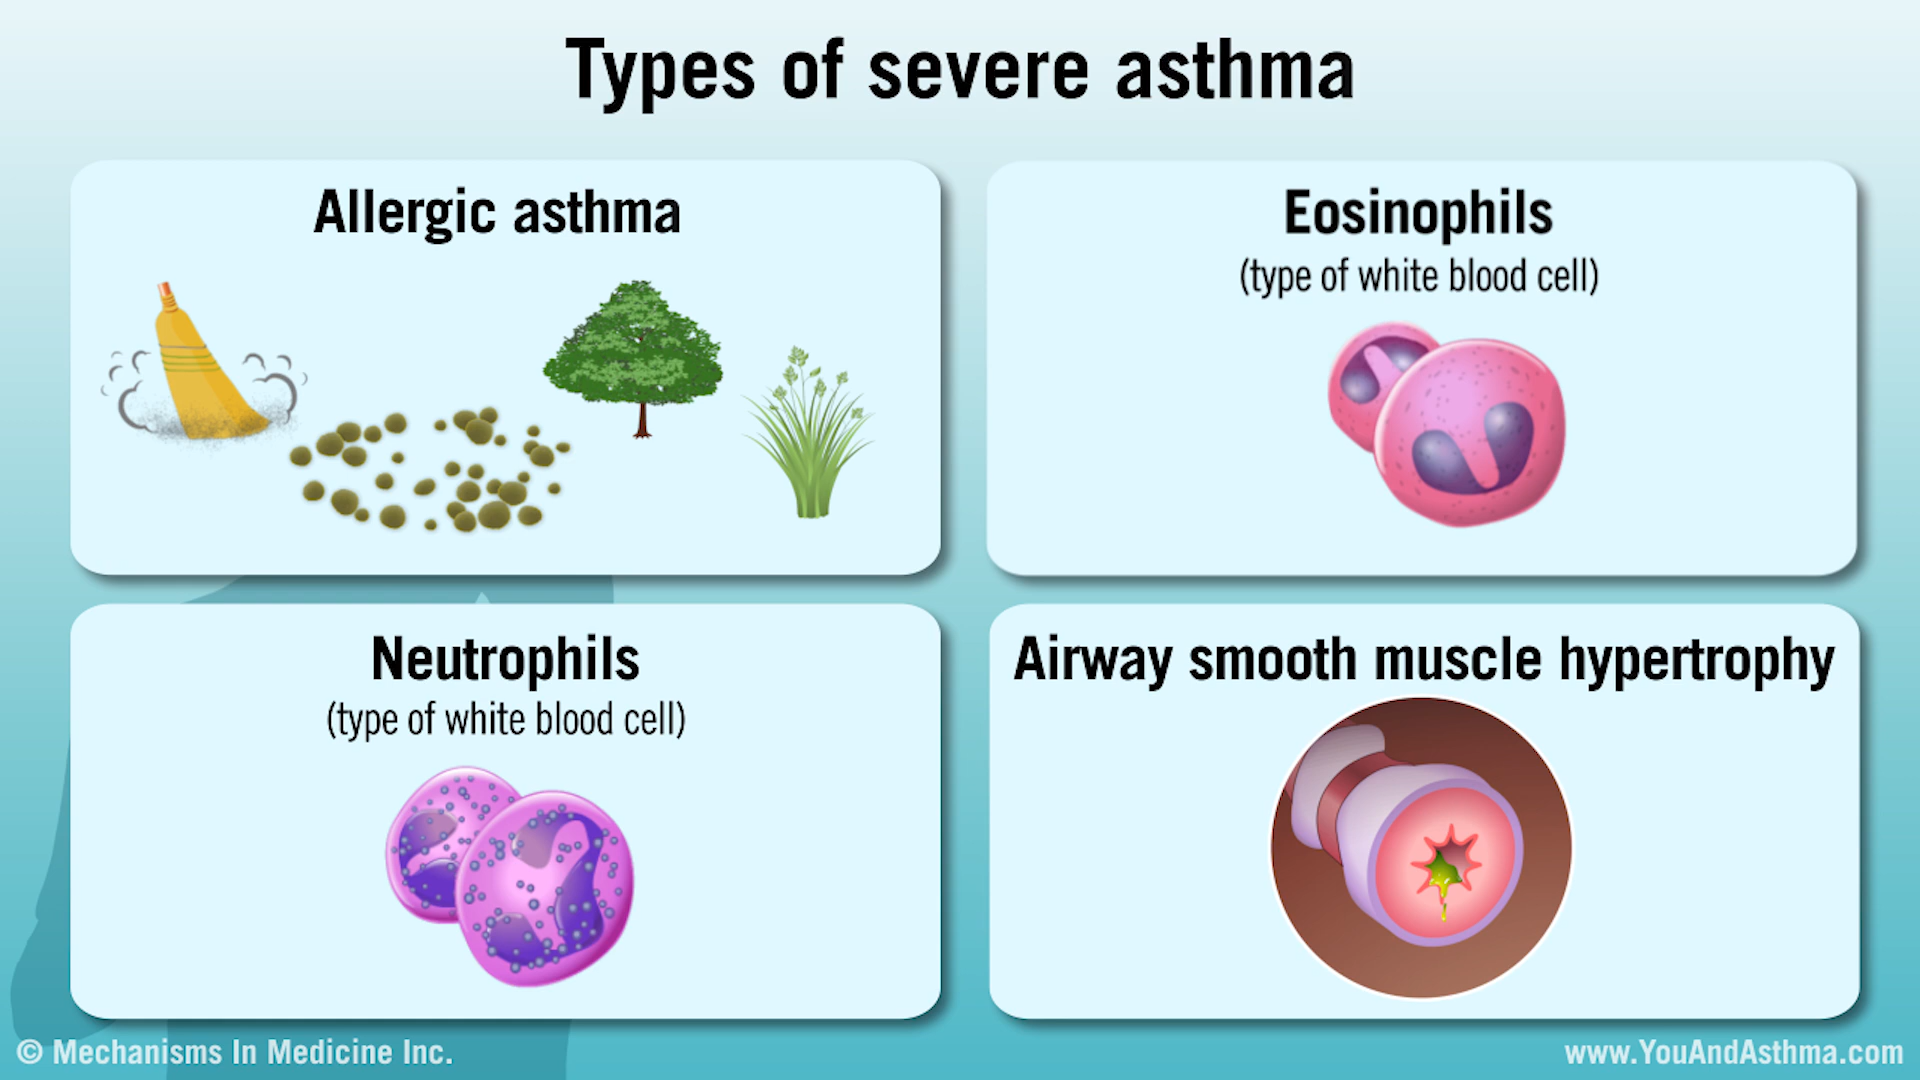 Types of severe asthma
Allergic asthma
Eosinophils
(type of white blood cell)
Neutrophils
(type of white blood cell)
Airway smooth muscle hypertrophy
© Mechanisms In Medicine Inc.
www.YouAndAsthma.com